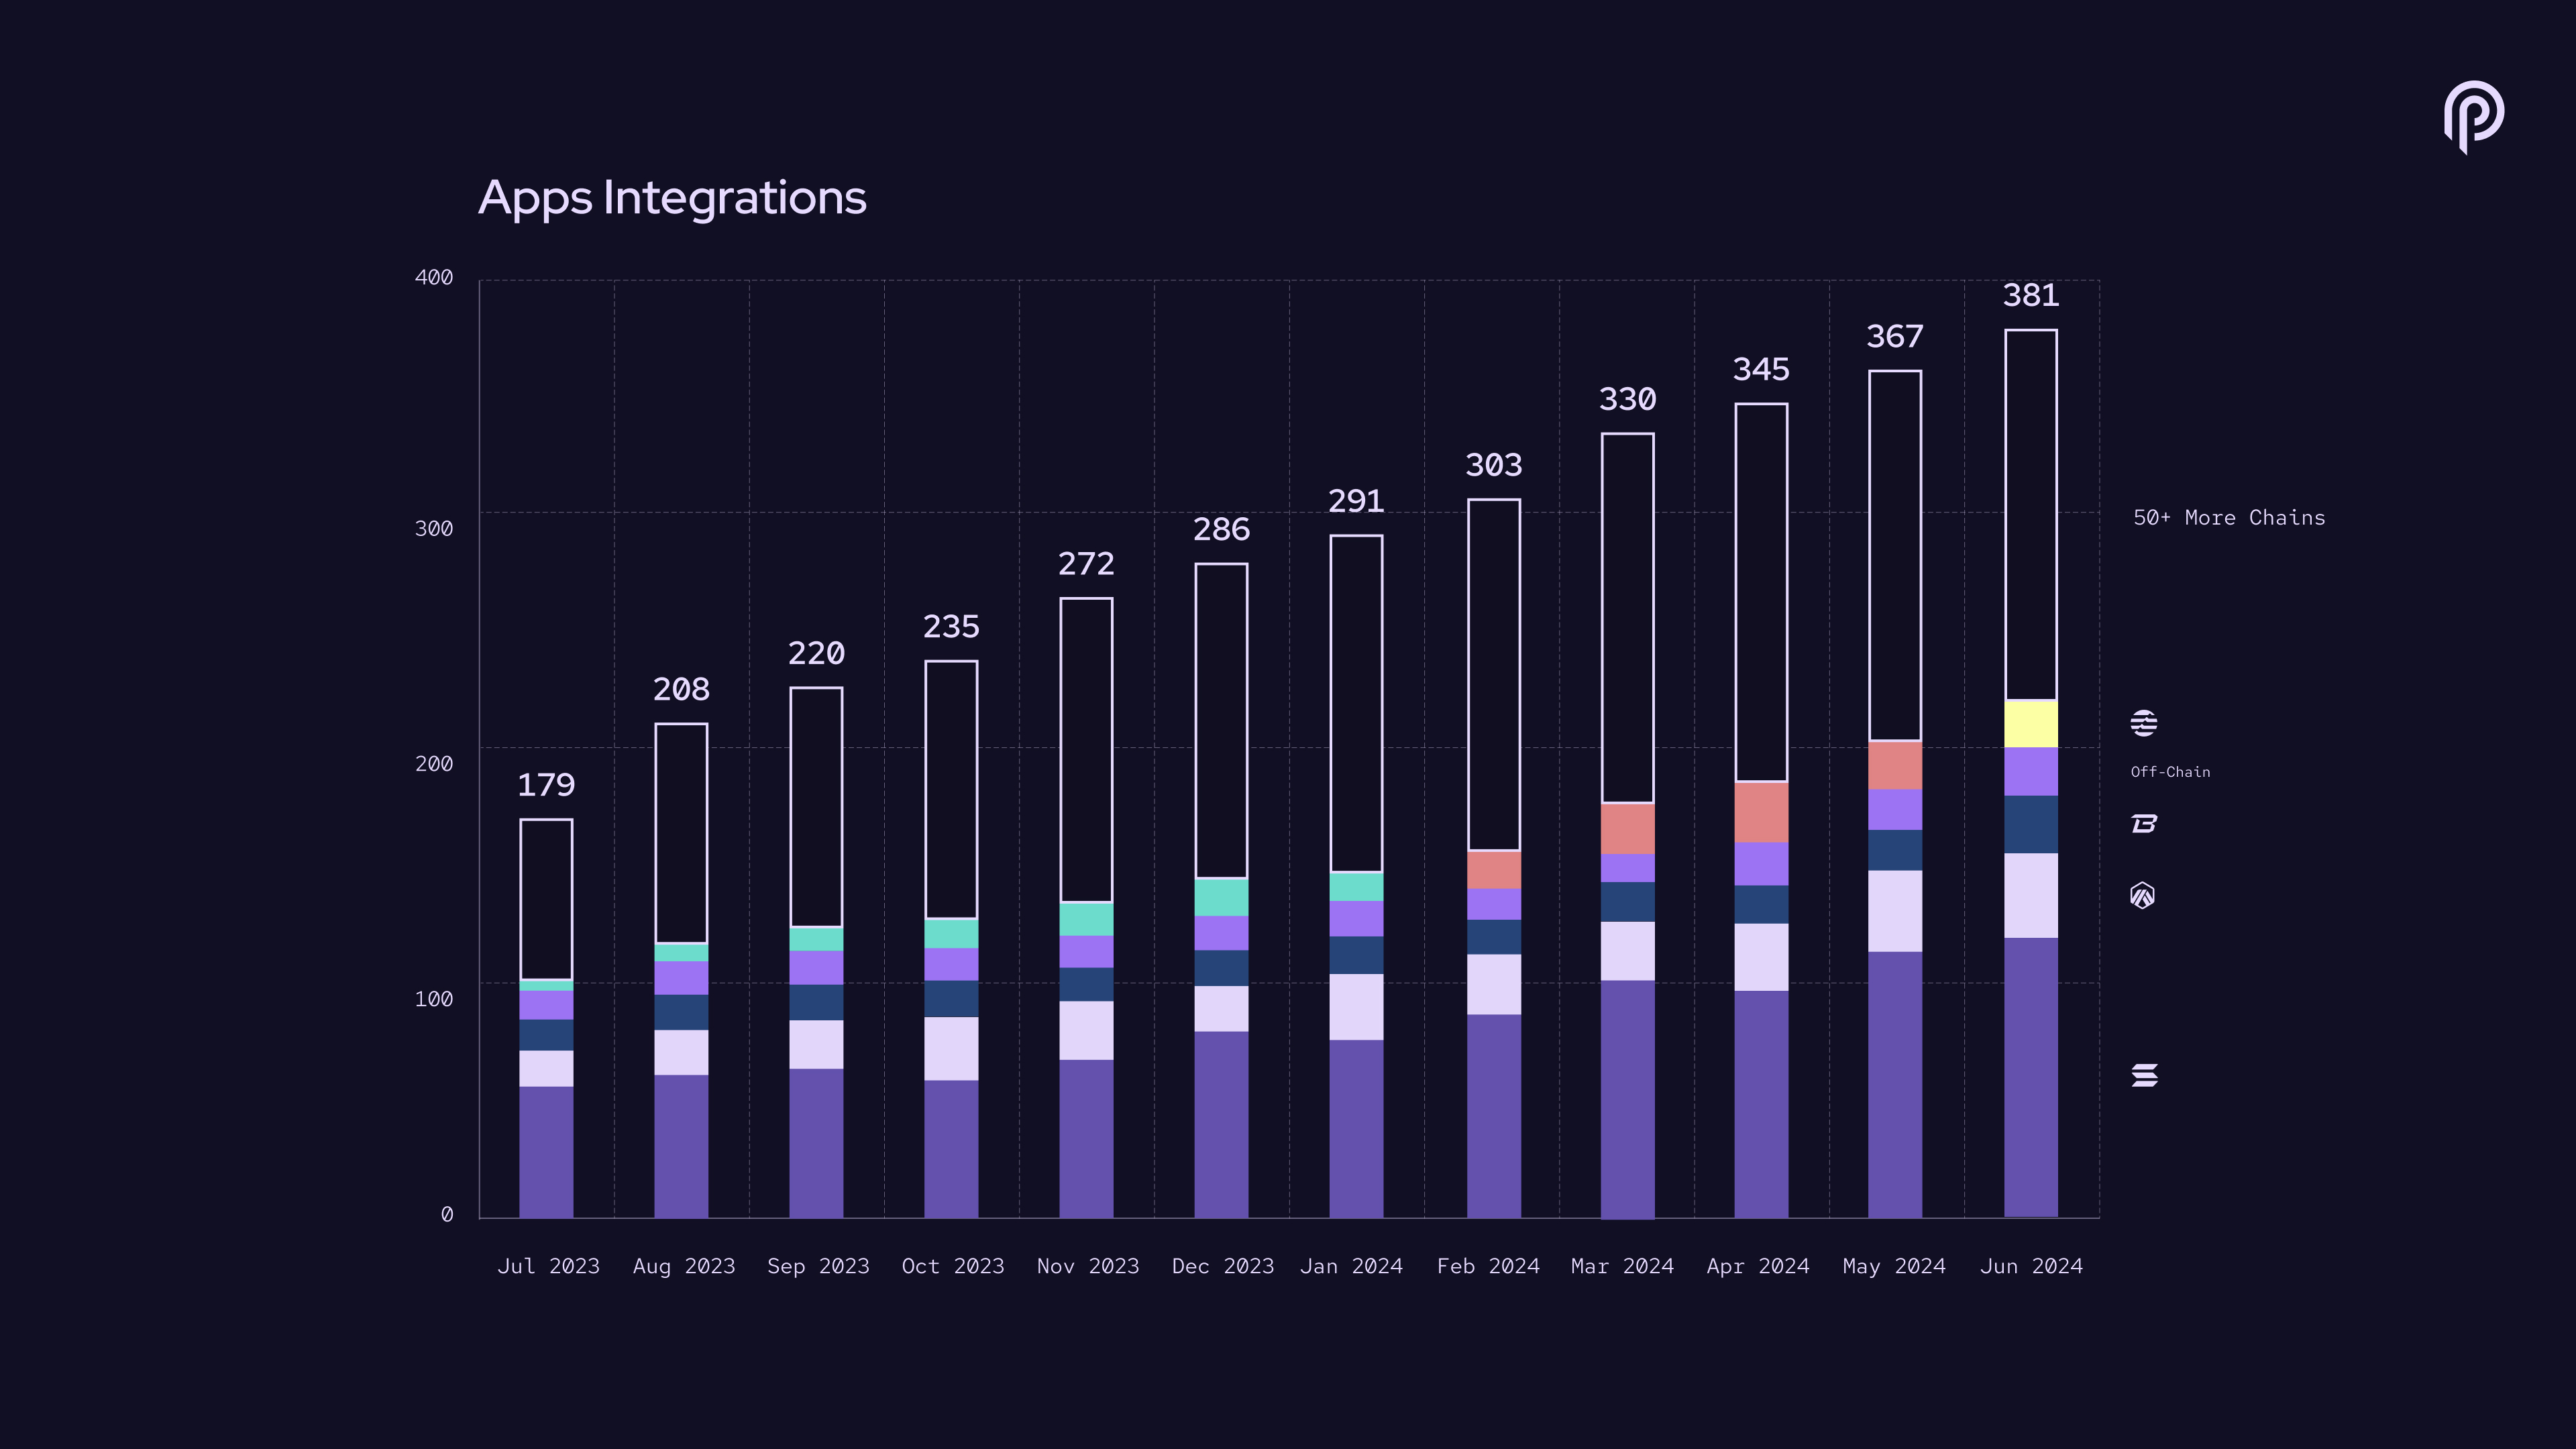 Apps Integrations
400
300
200
100
0
179
208
220
235
272
286
291
303
330
345
367
381
50+ More Chains
Off-Chain
Jul 2023
Aug 2023
Sep 2023
Oct 2023
Nov 2023
Dec 2023
Jan 2024
Feb 2024
Mar 2024
Apr 2024
May 2024
Jun 2024